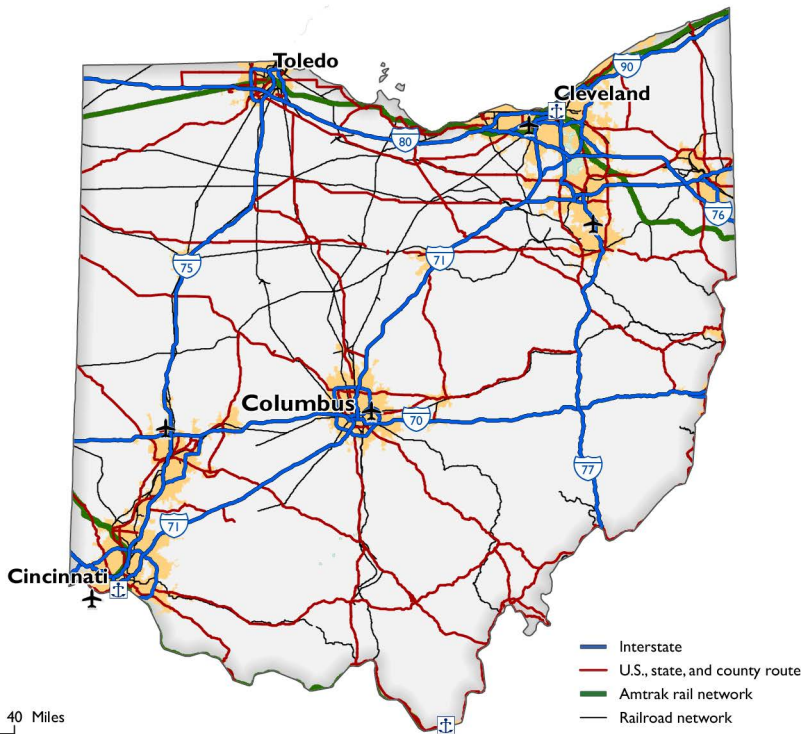 Toledo
90
Cleveland
80
76
71
75
Columbus
70
77
71
Cincinnati
Interstate
U.S., state, and county route
Amtrak rail network
Railroad network
40 Miles